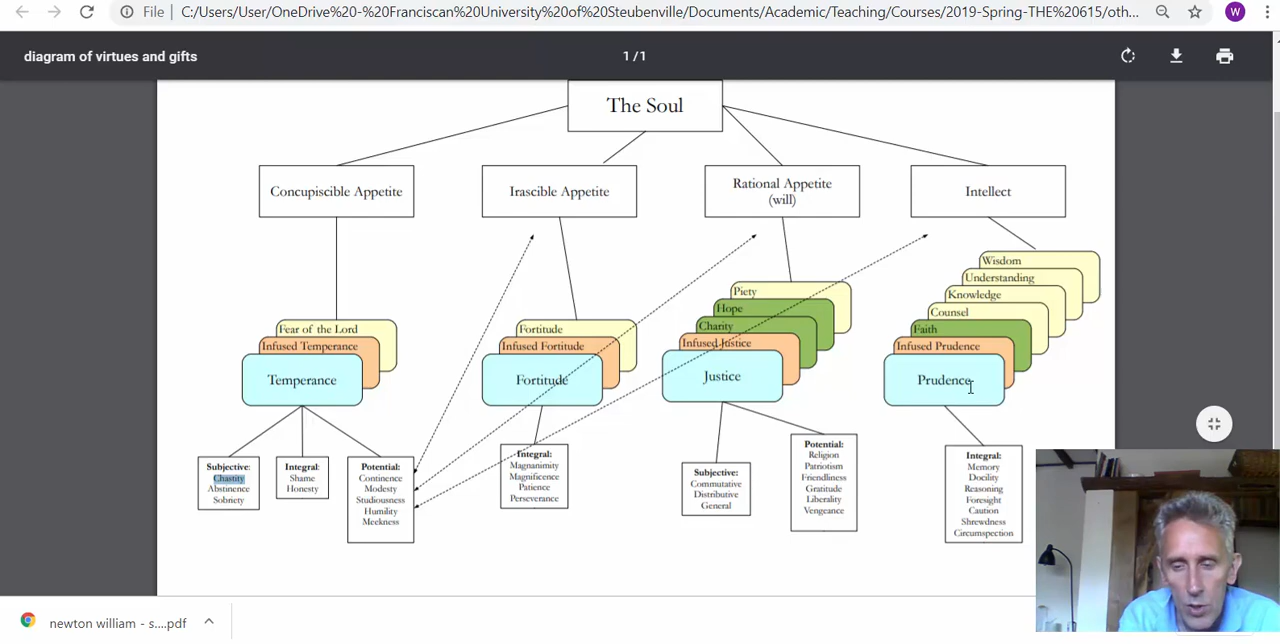 File
C:/Users/User/OneDrive%20-%20Franciscan%20University%20of%20Steubenville/Documents/Academic/Teaching/Courses/2019-Spring-THE%20615/oth...
W
diagram of virtues and gifts
1 / 1
The Soul
Concupiscible Appetite
Irascible Appetite
Rational Appetite
(will)
Intellect
Fear of the Lord
Infused Temperance
Temperance
Fortitude
Infused Fortitude
Fortitude
Piety
Hope
Charity
Infused Justice
Justice
Wisdom
Understanding
Knowledge
Counsel
Faith
Infused Prudence
Prudence
Subjective:
Chastity
Abstinence
Sobriety
Integral:
Shame
Honesty
Potential:
Continence
Modesty
Studiousness
Humility
Meekness
Integral:
Magnanimity
Magnificence
Patience
Perseverance
Subjective:
Commutative
Distributive
General
Potential:
Religion
Patriotism
Friendliness
Gratitude
Liberality
Vengeance
Integral:
Memory
Docility
Reasoning
Foresight
Caution
Shrewdness
Circumspection
newton william - s....pdf